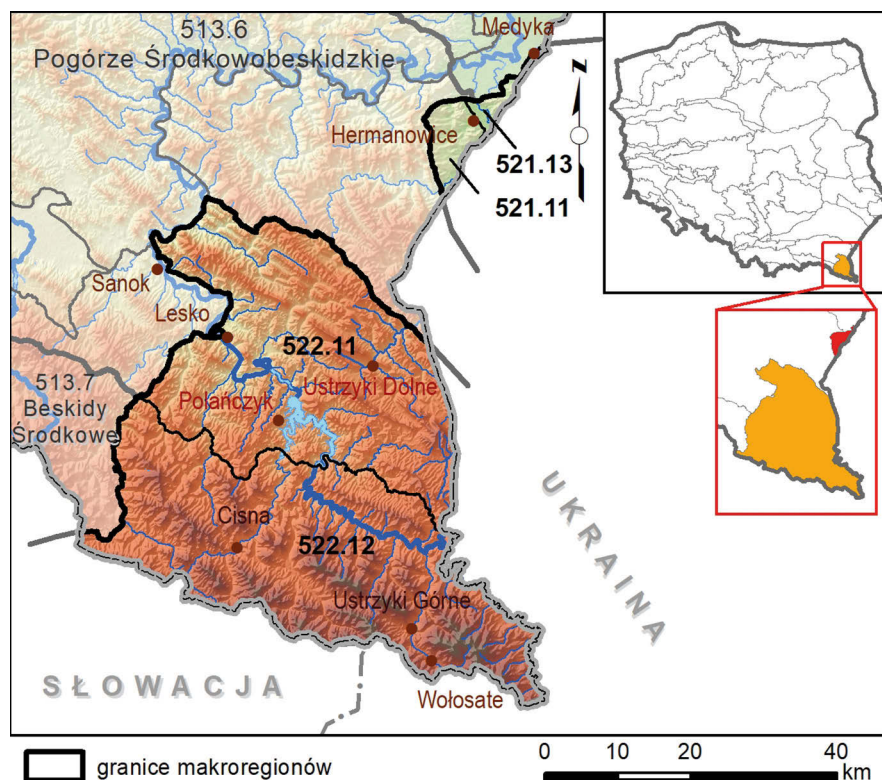 513.6
Pogórze Środkowobeskidzkie
Medyka
Hermanowice
521.13
521.11
z
Sanok
Lesko
522.11
Ustrzyki Dolne
Polańczyk
513.7
Beskidy
Środkowe
Cisna
522.12
Ustrzyki Górne
Wołosate
UKRAINA
SŁOWACJA
granice makroregionów
0 10 20 40
km